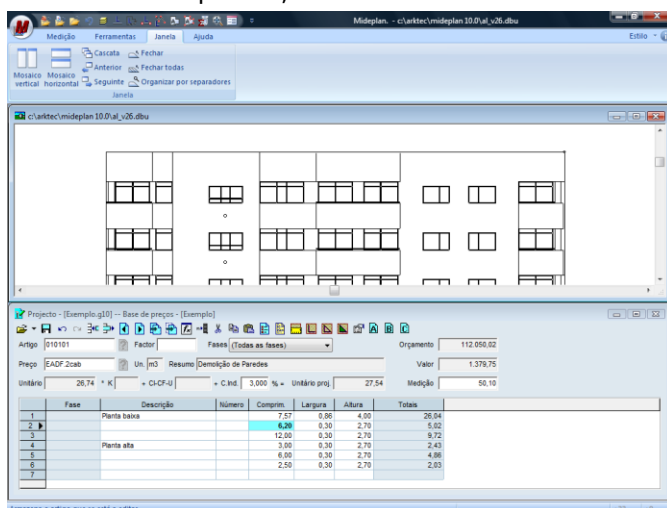 Mideplan. - c:\arktec\mideplan 10.0\al_v26.dbu
Medição Ferramentas Janela Ajuda Estilo
Mosaico vertical Mosaico horizontal
Cascata Fechar
Anterior Fechar todas
Seguinte Organizar por separadores
Janela
c:\arktec\mideplan 10.0\al_v26.dbu
Projecto - [Exemplo.g10] -- Base de preços - [Exemplo]
Artigo 010101 Factor Fases (Todas as fases) Orçamento 112.050,02
Preço EADF.2cab Un. m3 Resumo Demolição de Paredes Valor 1.379,75
Unitário 26,74 * K + CI-CF-U + C.Ind. 3,000 % = Unitário proj. 27,54 Medição 50,10
Fase Descrição Número Comprim. Largura Altura Totais
1 Planta baixa 7,57 0,86 4,00 26,04
2 6,20 0,30 2,70 5,02
3 12,00 0,30 2,70 9,72
4 Planta alta 3,00 0,30 2,70 2,43
5 6,00 0,30 2,70 4,86
6 2,50 0,30 2,70 2,03
7